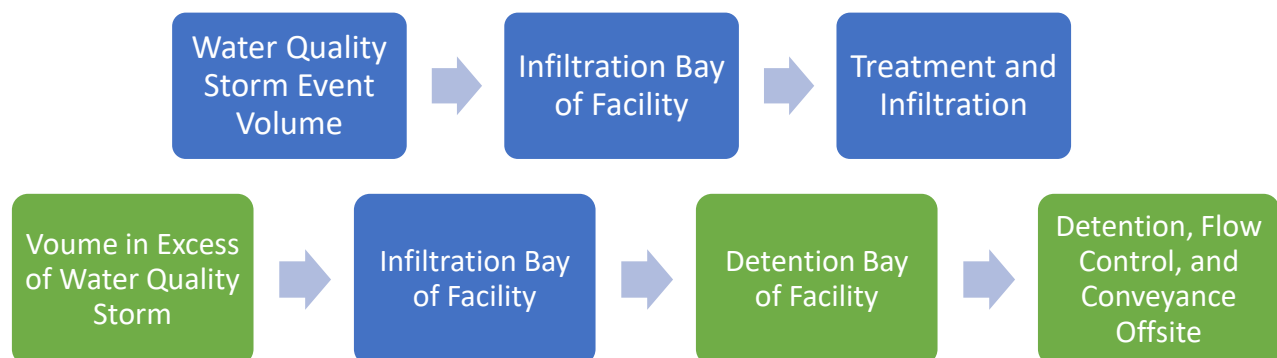 Water Quality
Storm Event
Volume
Infiltration Bay
of Facility
Treatment and
Infiltration
Voume in Excess
of Water Quality
Storm
Infiltration Bay
of Facility
Detention Bay
of Facility
Detention, Flow
Control, and
Conveyance
Offsite